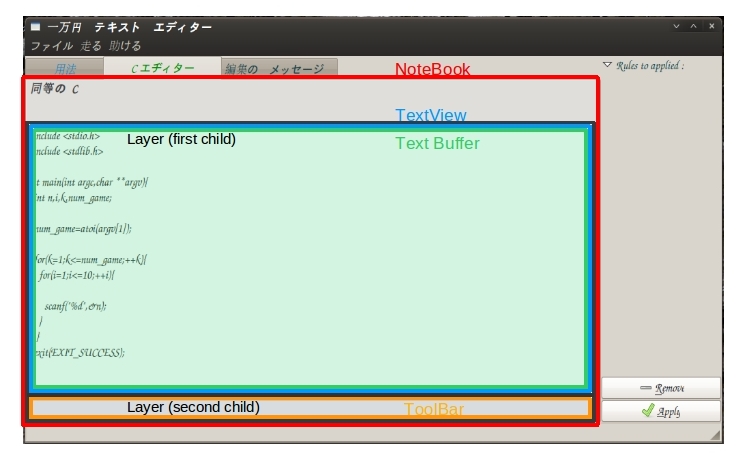 一万円 テキスト エディター
ファイル 走る 助ける
用法 Cエディター 編集の メッセージ
NoteBook
Rules to applied :
同等の C
TextView
nclude <stdio.h>
Layer (first child)
Text Buffer
nclude <stdlib.h>
t main(int argc,char **argv){
int n,i,k,num_game;
num_game=atoi(argv[1]);
for(k=1;k<=num_game;++k){
for(i=1;i<=10;++i){
scanf("%d",&n);
}
}
exit(EXIT_SUCCESS);
Remove
Layer (second child)
ToolBar
Apply